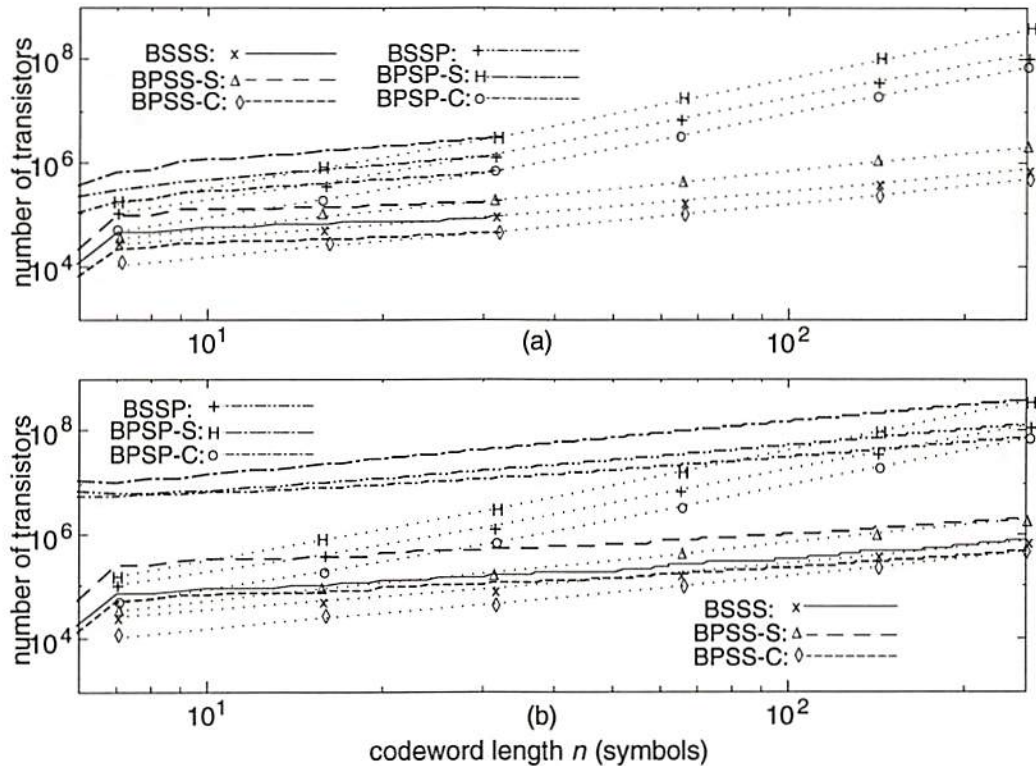 number of transistors
10^8
10^6
10^4
BSSS:
BPSS-S:
BPSS-C:
BSSP:
BPSP-S:
BPSP-C:
10^1
(a)
10^2
number of transistors
10^8
10^6
10^4
BSSP:
BPSP-S:
BPSP-C:
BSSS:
BPSS-S:
BPSS-C:
10^1
(b)
10^2
codeword length n (symbols)